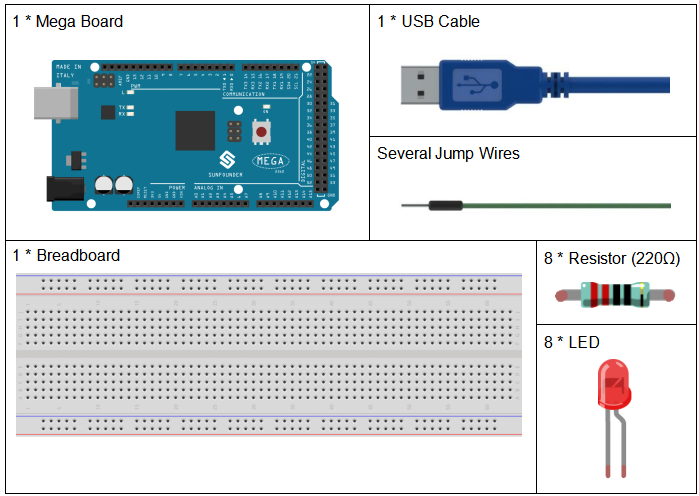 1 * Mega Board
1 * USB Cable
MADE IN
ITALY
PWM
TX
RX
L
COMMUNICATION
ON
SUNFOUNDER
MEGA
DIGITAL
POWER
ANALOG IN
Several Jump Wires
1 * Breadboard
8 * Resistor (220Ω)
8 * LED